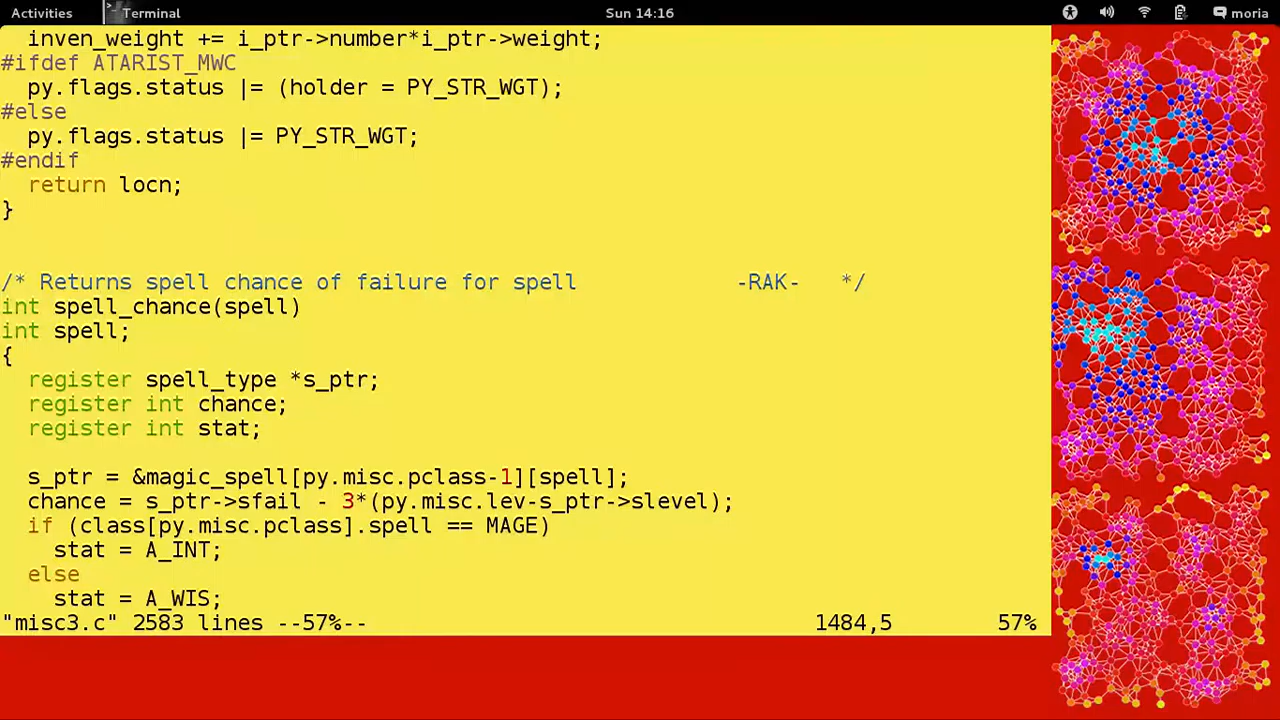 Activities Terminal Sun 14:16 moria
inven_weight += i_ptr->number*i_ptr->weight;
#ifdef ATARIST_MWC
py.flags.status |= (holder = PY_STR_WGT);
#else
py.flags.status |= PY_STR_WGT;
#endif
return locn;
}
/* Returns spell chance of failure for spell -RAK- */
int spell_chance(spell)
int spell;
{
register spell_type *s_ptr;
register int chance;
register int stat;
s_ptr = &magic_spell[py.misc.pclass-1][spell];
chance = s_ptr->sfail - 3*(py.misc.lev-s_ptr->slevel);
if (class[py.misc.pclass].spell == MAGE)
stat = A_INT;
else
stat = A_WIS;
"misc3.c" 2583 lines --57%-- 1484,5 57%